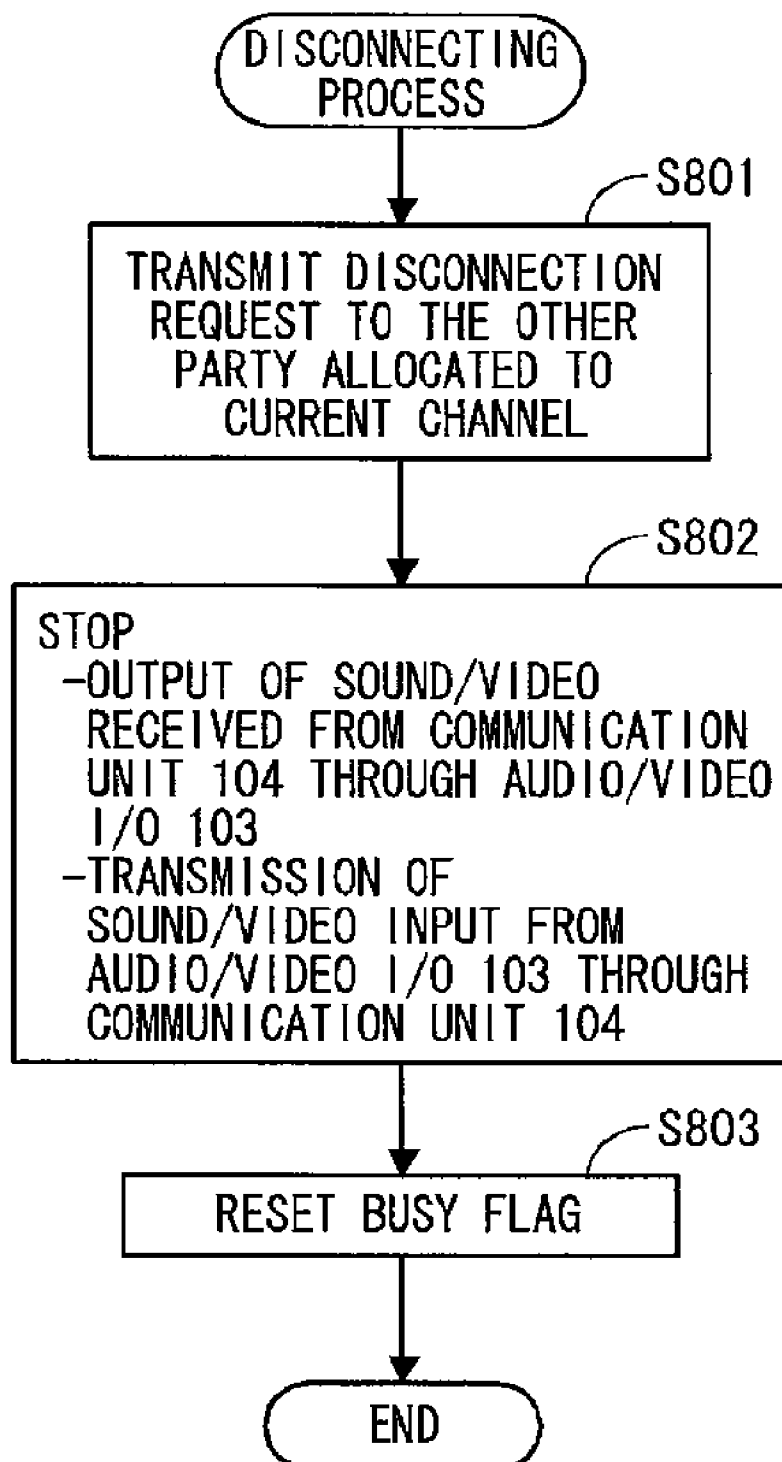 DISCONNECTING
PROCESS
S801
TRANSMIT DISCONNECTION
REQUEST TO THE OTHER
PARTY ALLOCATED TO
CURRENT CHANNEL
S802
STOP
-OUTPUT OF SOUND/VIDEO
RECEIVED FROM COMMUNICATION
UNIT 104 THROUGH AUDIO/VIDEO
I/O 103
-TRANSMISSION OF
SOUND/VIDEO INPUT FROM
AUDIO/VIDEO I/O 103 THROUGH
COMMUNICATION UNIT 104
S803
RESET BUSY FLAG
END